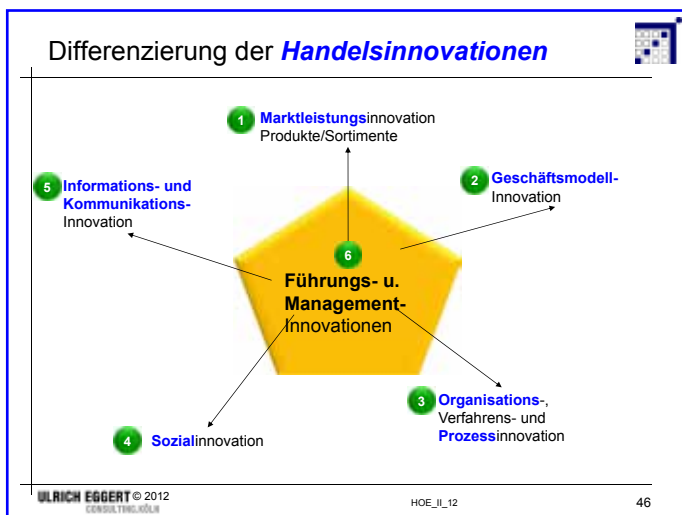 Differenzierung der Handelsinnovationen
1 Marktleistungsinnovation
Produkte/Sortimente
5 Informations- und
Kommunikations-
Innovation
2 Geschäftsmodell-
Innovation
6
Führungs- u.
Management-
Innovationen
3 Organisations-,
Verfahrens- und
Prozessinnovation
4 Sozialinnovation
ULRICH EGGERT © 2012
CONSULTING.KÖLN
HOE_II_12
46